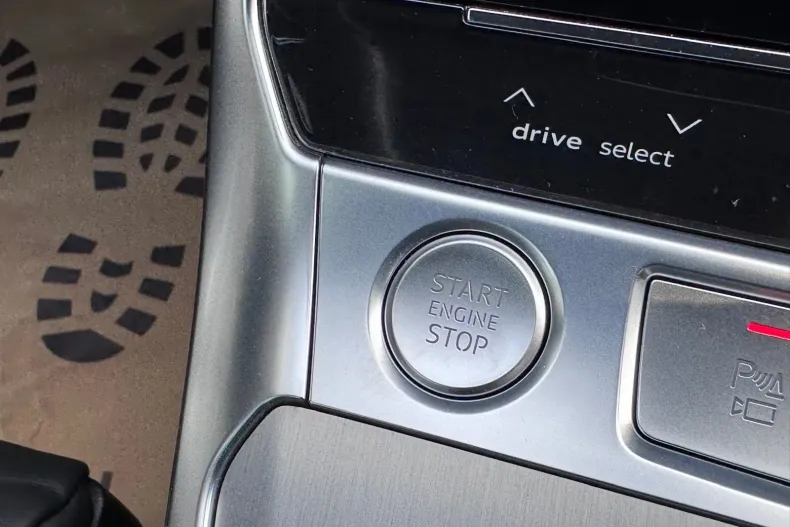 drive select
START
ENGINE
STOP
P